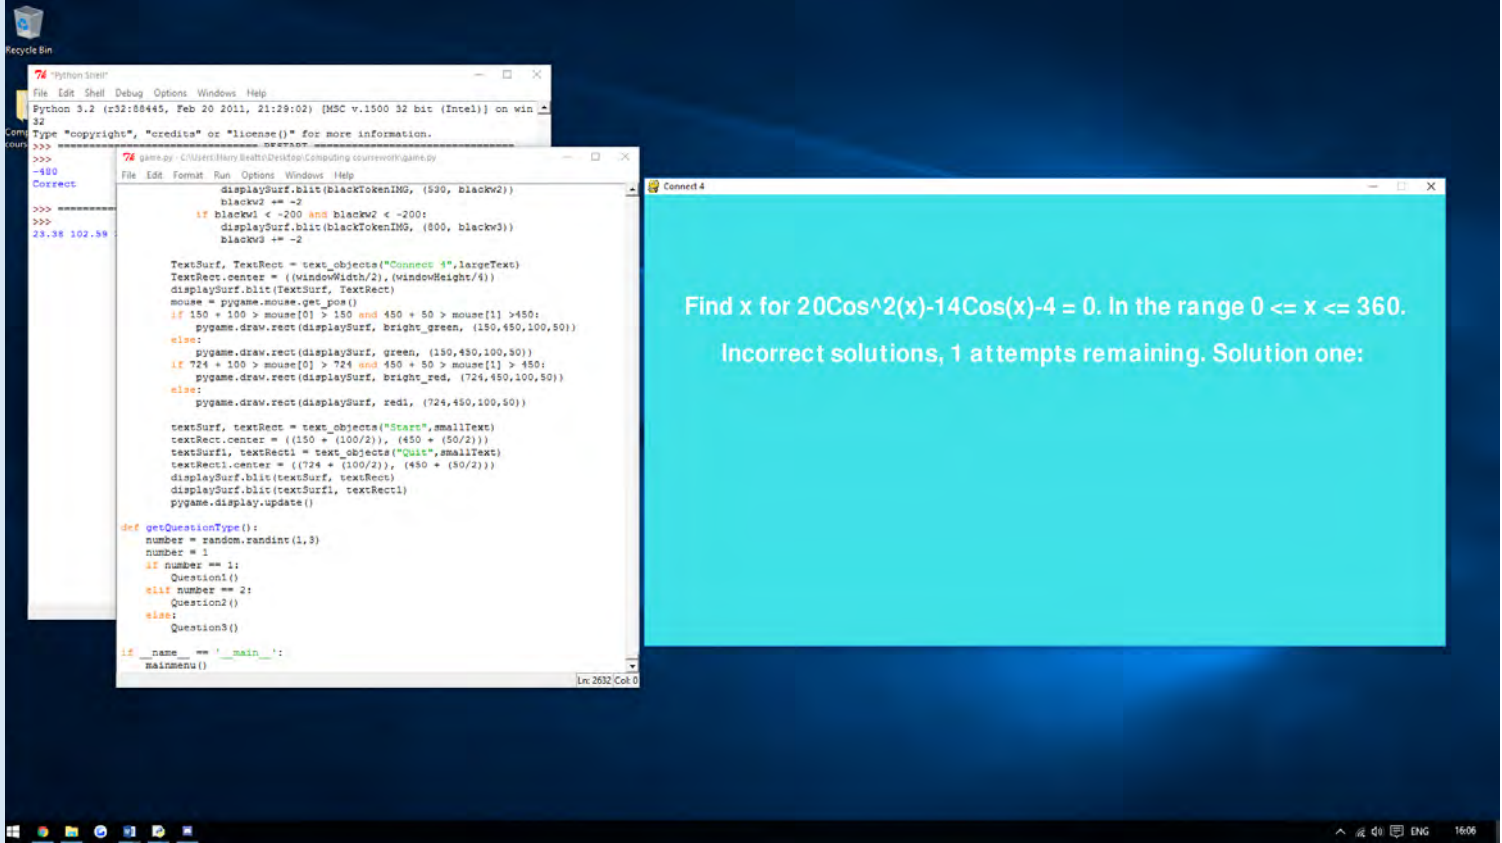 Recycle Bin
"Python Shell"
File Edit Shell Debug Options Windows Help
Python 3.2 (r32:88445, Feb 20 2011, 21:29:02) [MSC v.1500 32 bit (Intel)] on win
32
Type "copyright", "credits" or "license()" for more information.
>>> ================================ RESTART ================================
>>>
-480
Correct
>>> ===========
>>>
23.38 102.59
game.py - C:\Users\Harry Beatts\Desktop\Computing coursework\game.py
File Edit Format Run Options Windows Help
displaySurf.blit(blackTokenIMG, (530, blackw2))
blackw2 += -2
if blackw1 < -200 and blackw2 < -200:
displaySurf.blit(blackTokenIMG, (800, blackw3))
blackw3 += -2
TextSurf, TextRect = text_objects("Connect 4",largeText)
TextRect.center = ((windowWidth/2),(windowHeight/4))
displaySurf.blit(TextSurf, TextRect)
mouse = pygame.mouse.get_pos()
if 150 + 100 > mouse[0] > 150 and 450 + 50 > mouse[1] >450:
pygame.draw.rect(displaySurf, bright_green, (150,450,100,50))
else:
pygame.draw.rect(displaySurf, green, (150,450,100,50))
if 724 + 100 > mouse[0] > 724 and 450 + 50 > mouse[1] > 450:
pygame.draw.rect(displaySurf, bright_red, (724,450,100,50))
else:
pygame.draw.rect(displaySurf, red1, (724,450,100,50))
textSurf, textRect = text_objects("Start",smallText)
textRect.center = ((150 + (100/2)), (450 + (50/2)))
textSurf1, textRect1 = text_objects("Quit",smallText)
textRect1.center = ((724 + (100/2)), (450 + (50/2)))
displaySurf.blit(textSurf, textRect)
displaySurf.blit(textSurf1, textRect1)
pygame.display.update()
def getQuestionType():
number = random.randint(1,3)
number = 1
if number == 1:
Question1()
elif number == 2:
Question2()
else:
Question3()
if __name__ == '__main__':
mainmenu()
Ln: 2632 Col: 0
Connect 4
Find x for 20Cos^2(x)-14Cos(x)-4 = 0. In the range 0 <= x <= 360.
Incorrect solutions, 1 attempts remaining. Solution one:
ENG 16:06